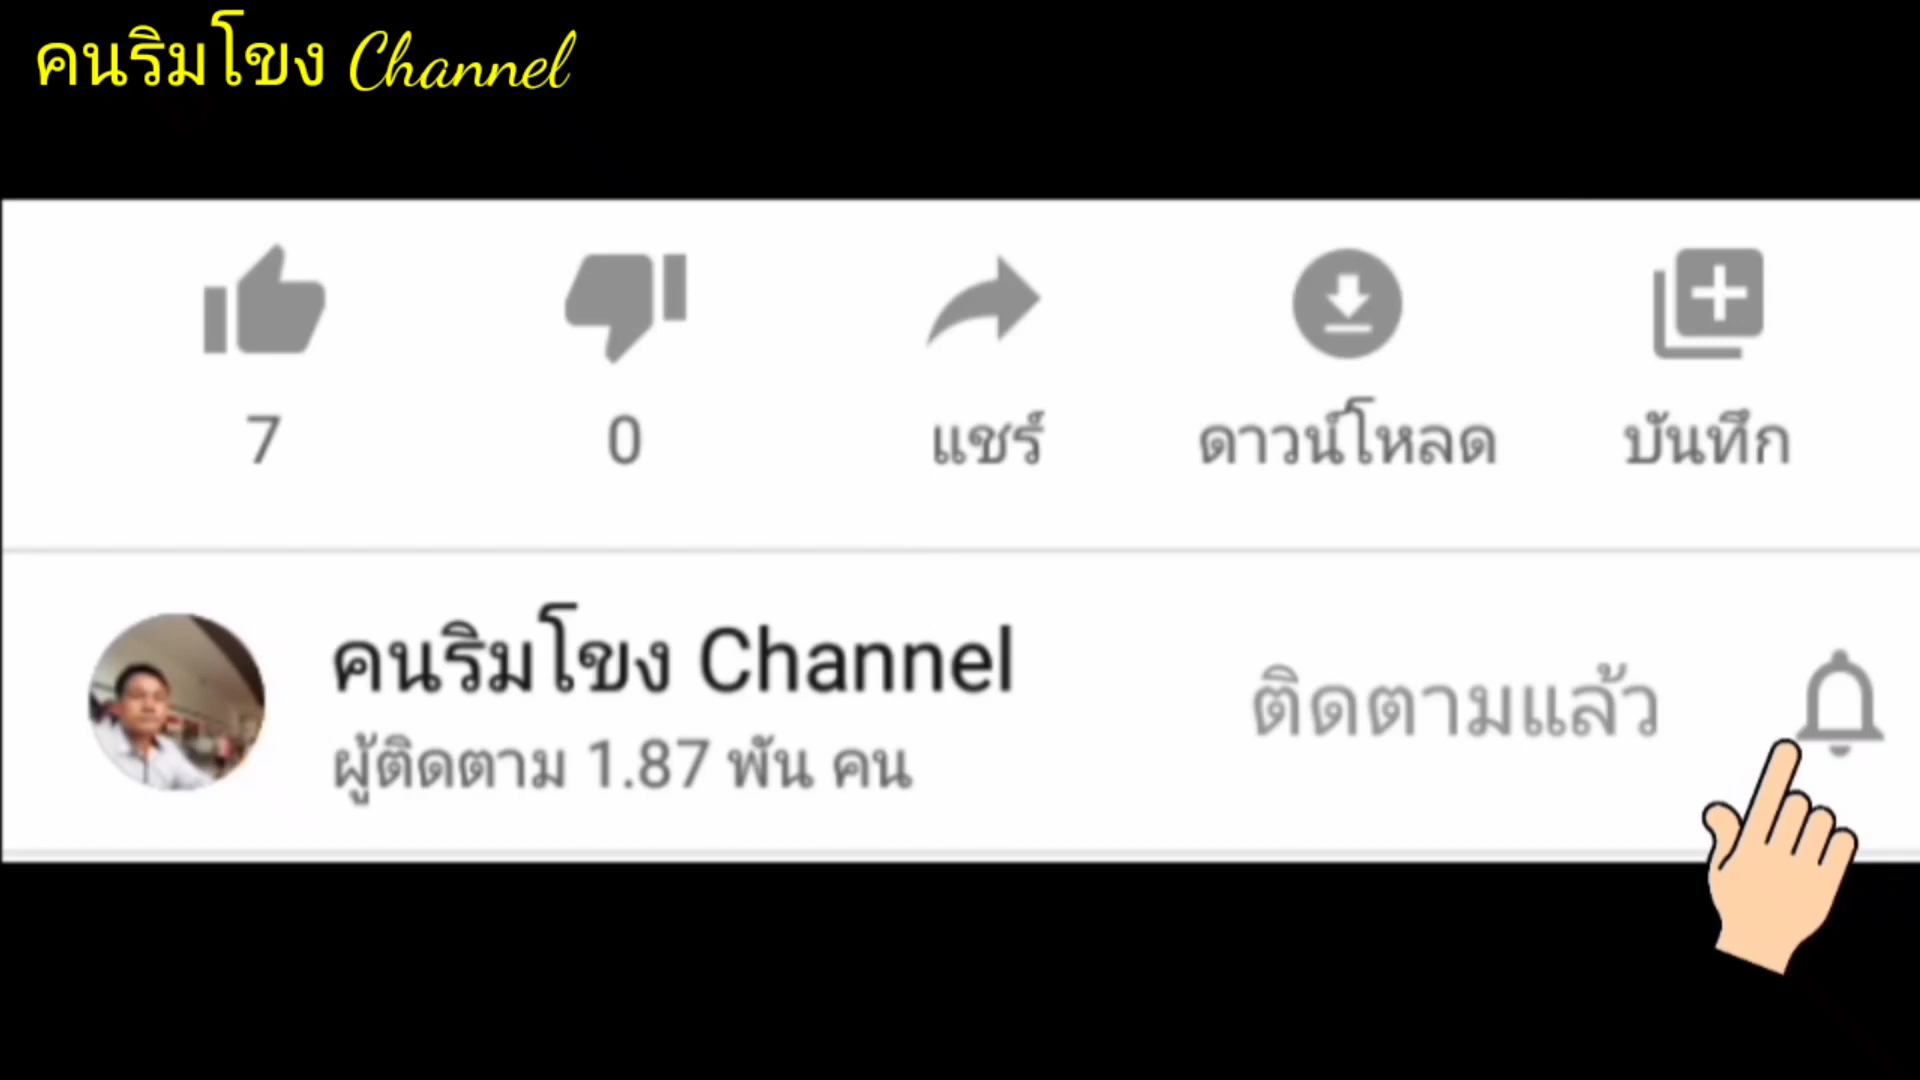 คนริมโขง Channel
7 0 แชร์ ดาวน์โหลด บันทึก
คนริมโขง Channel
ติดตามแล้ว
ผู้ติดตาม 1.87 พัน คน